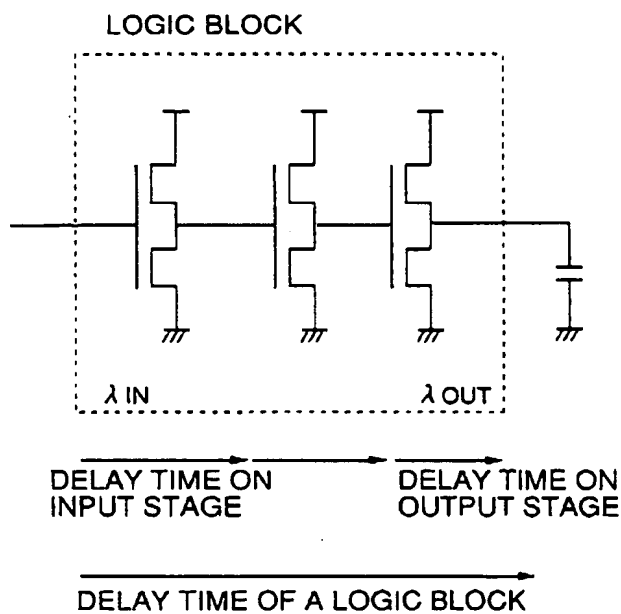 LOGIC BLOCK
λ IN
λ OUT
DELAY TIME ON
INPUT STAGE
DELAY TIME ON
OUTPUT STAGE
DELAY TIME OF A LOGIC BLOCK